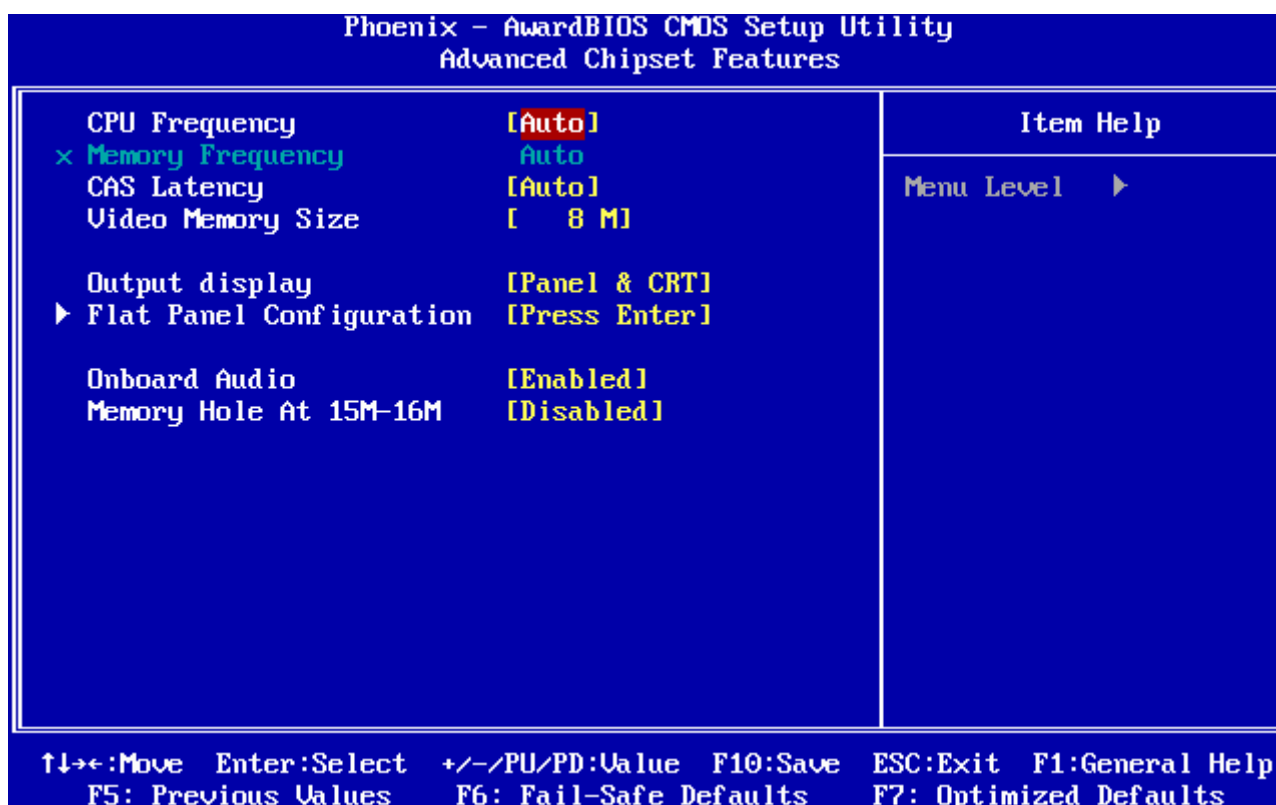 Phoenix - AwardBIOS CMOS Setup Utility
Advanced Chipset Features
CPU Frequency [Auto]
x Memory Frequency Auto
CAS Latency [Auto]
Video Memory Size [ 8 M]
Output display [Panel & CRT]
▶ Flat Panel Configuration [Press Enter]
Onboard Audio [Enabled]
Memory Hole At 15M-16M [Disabled]
Item Help
Menu Level ▶
↑↓→←:Move Enter:Select +/-/PU/PD:Value F10:Save ESC:Exit F1:General Help
F5: Previous Values F6: Fail-Safe Defaults F7: Optimized Defaults